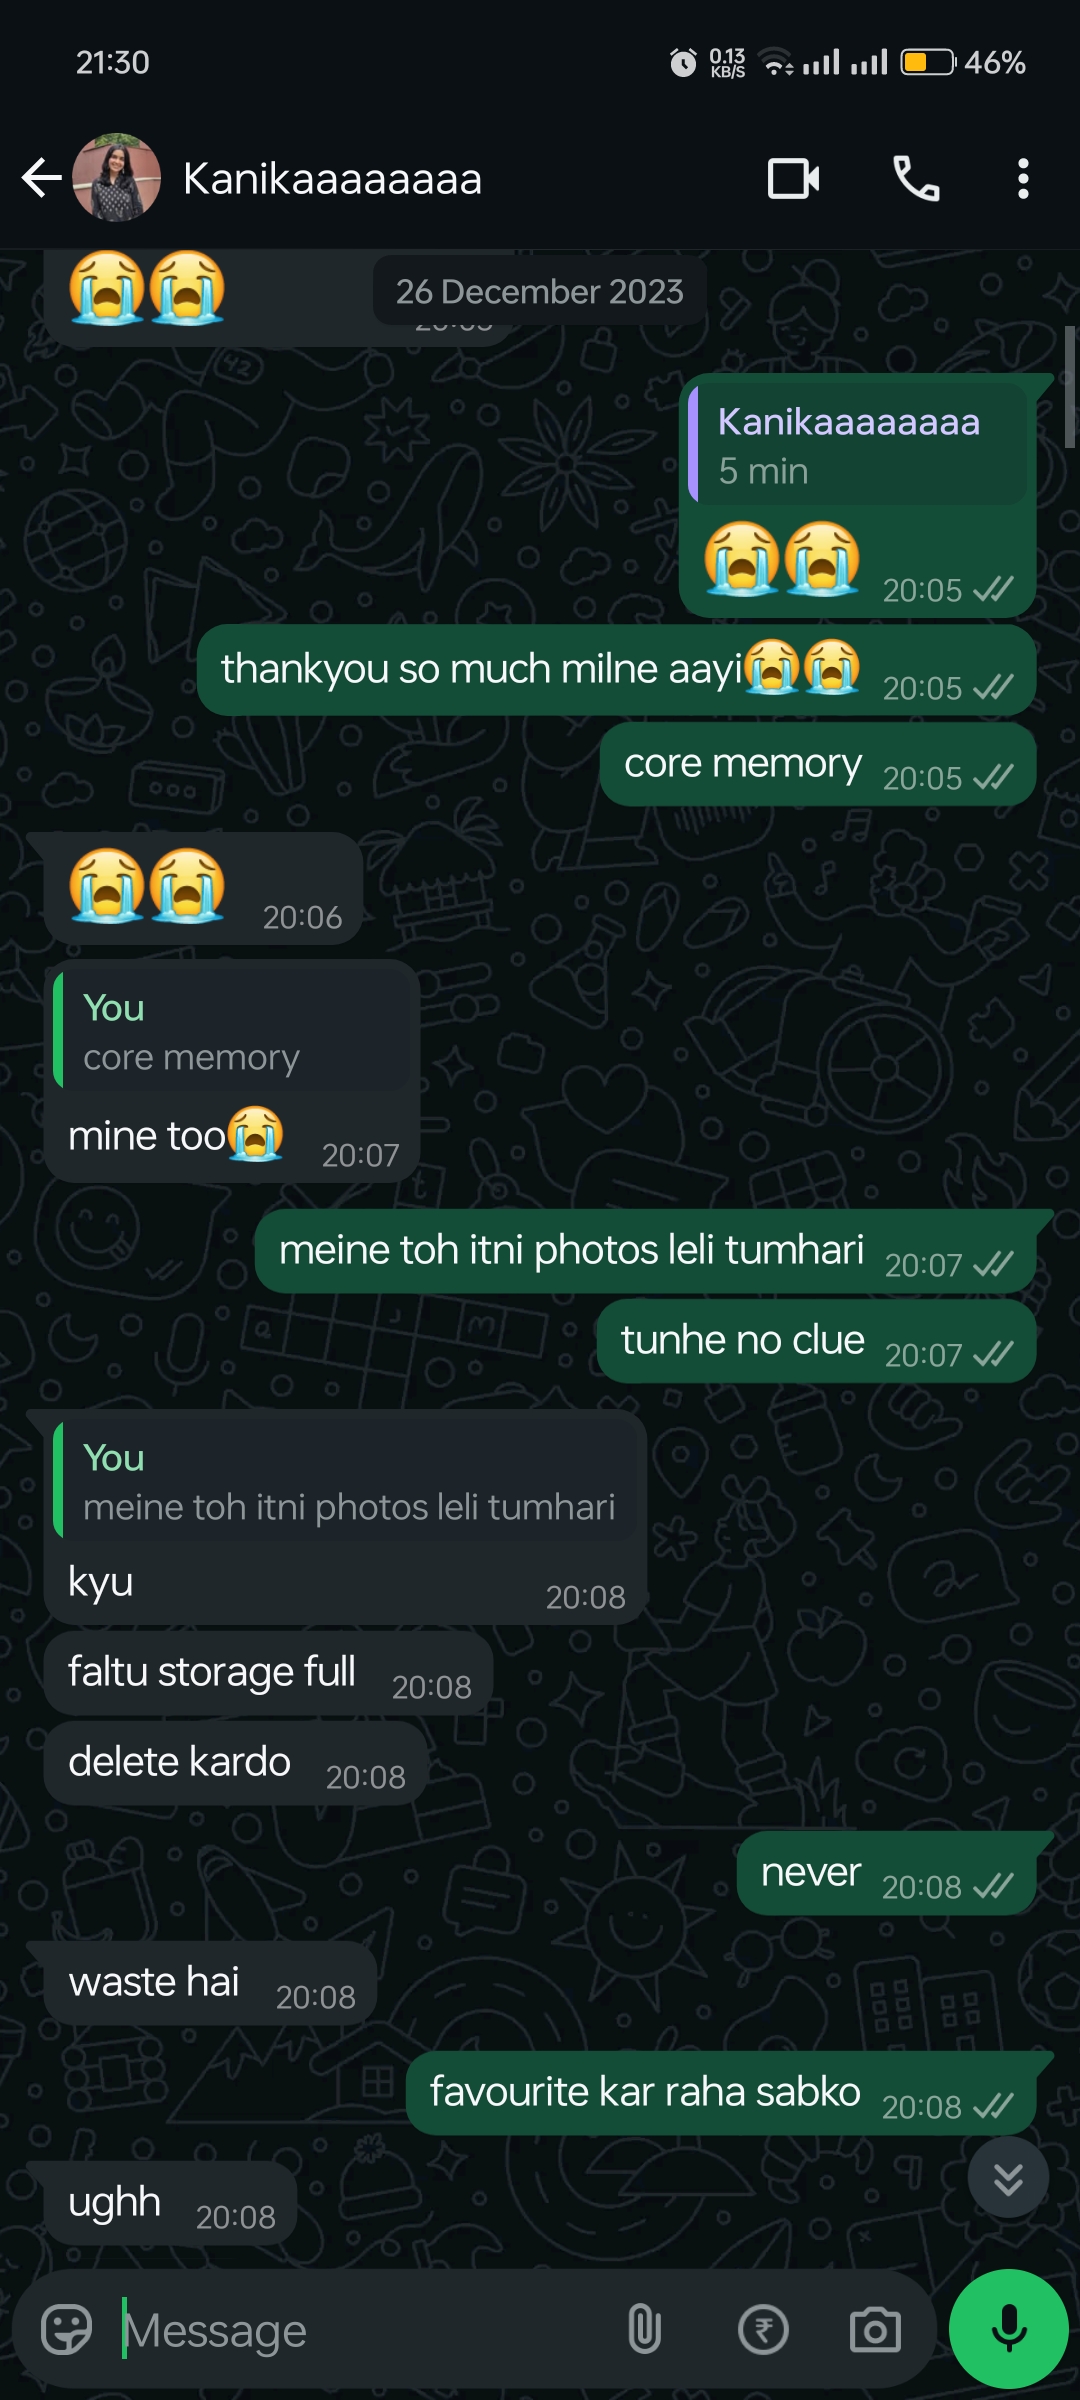 21:30
0.13
KB/S
46%
Kanikaaaaaaaa
😭😭
26 December 2023
Kanikaaaaaaaa
5 min
😭😭 20:05
thankyou so much milne aayi😭😭 20:05
core memory 20:05
😭😭 20:06
You
core memory
mine too😭 20:07
meine toh itni photos leli tumhari 20:07
tunhe no clue 20:07
You
meine toh itni photos leli tumhari
kyu 20:08
faltu storage full 20:08
delete kardo 20:08
never 20:08
waste hai 20:08
favourite kar raha sabko 20:08
ughh 20:08
Message